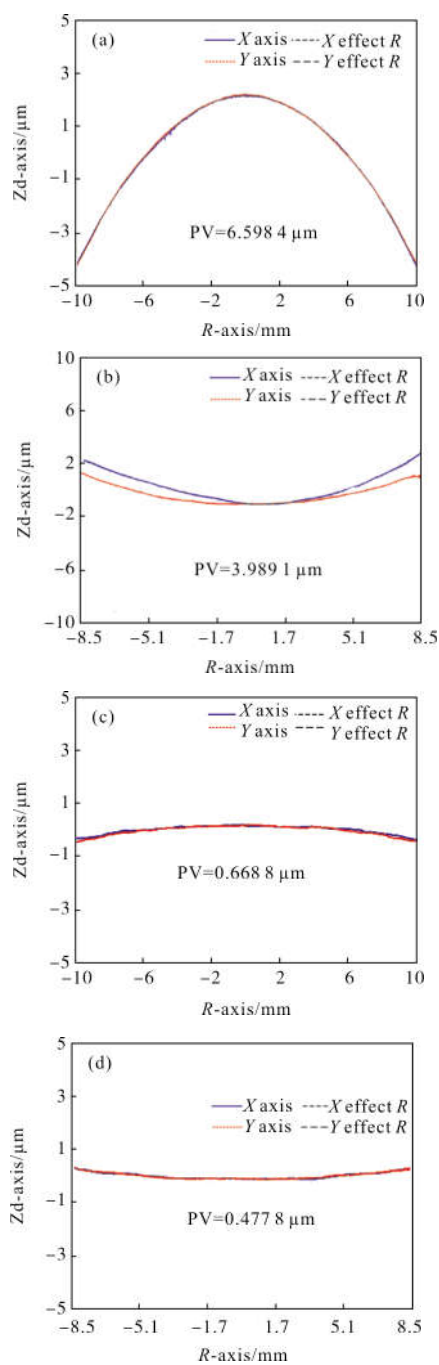 (a)
X axis X effect R
Y axis Y effect R
5
3
1
−1
−3
−5
Zd-axis/μm
PV=6.598 4 μm
−10 −6 −2 2 6 10
R-axis/mm
(b)
X axis X effect R
Y axis Y effect R
10
6
2
−2
−6
−10
Zd-axis/μm
PV=3.989 1 μm
−8.5 −5.1 −1.7 1.7 5.1 8.5
R-axis/mm
(c)
X axis X effect R
Y axis Y effect R
5
3
1
−1
−3
−5
Zd-axis/μm
PV=0.668 8 μm
−10 −6 −2 2 6 10
R-axis/mm
(d)
5
3
X axis X effect R
Y axis Y effect R
1
−1
−3
−5
Zd-axis/μm
PV=0.477 8 μm
−8.5 −5.1 −1.7 1.7 5.1 8.5
R-axis/mm